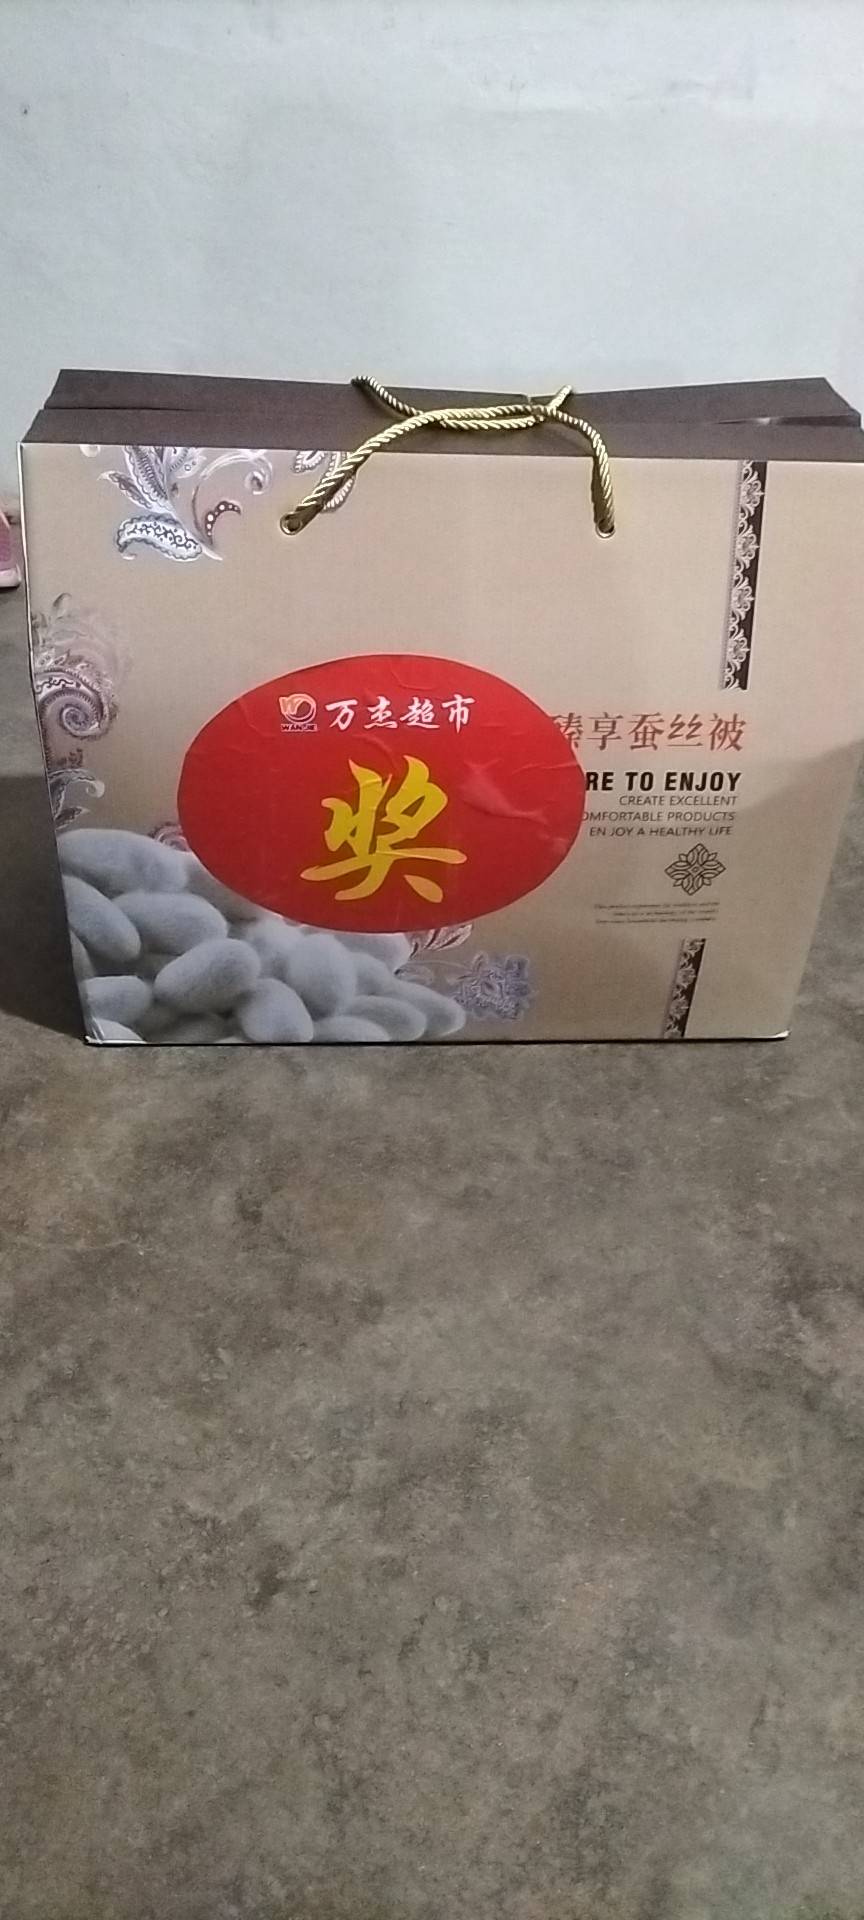 WANJIE
万杰超市
奖
臻享蚕丝被
RE TO ENJOY
CREATE EXCELLENT
OMFORTABLE PRODUCTS
EN JOY A HEALTHY LIFE